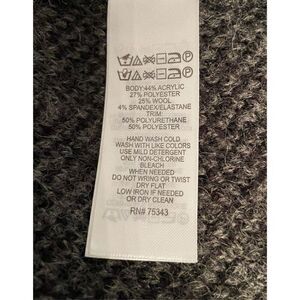 BODY:44% ACRYLIC
27% POLYESTER
25% WOOL
4% SPANDEX/ELASTANE
TRIM:
50% POLYURETHANE
50% POLYESTER
HAND WASH COLD
WASH WITH LIKE COLORS
USE MILD DETERGENT
ONLY NON-CHLORINE
BLEACH
WHEN NEEDED
DO NOT WRING OR TWIST
DRY FLAT
LOW IRON IF NEEDED
OR DRY CLEAN
RN# 75343